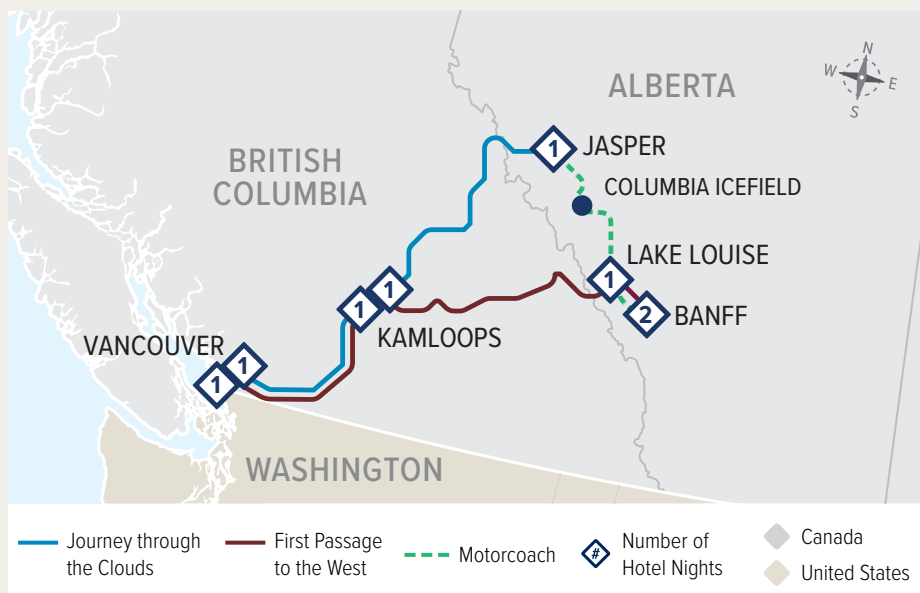 N
W
E
S
ALBERTA
BRITISH
COLUMBIA
1
JASPER
COLUMBIA ICEFIELD
LAKE LOUISE
1
2
BANFF
1
1
KAMLOOPS
VANCOUVER
1
1
WASHINGTON
Journey through
the Clouds
First Passage
to the West
Motorcoach
#
Number of
Hotel Nights
Canada
United States